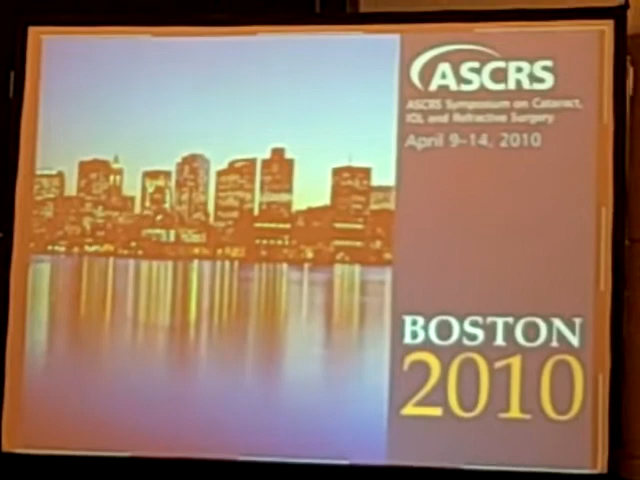 ASCRS
ASCRS Symposium on Cataract,
IOL and Refractive Surgery
April 9-14, 2010
BOSTON
2010